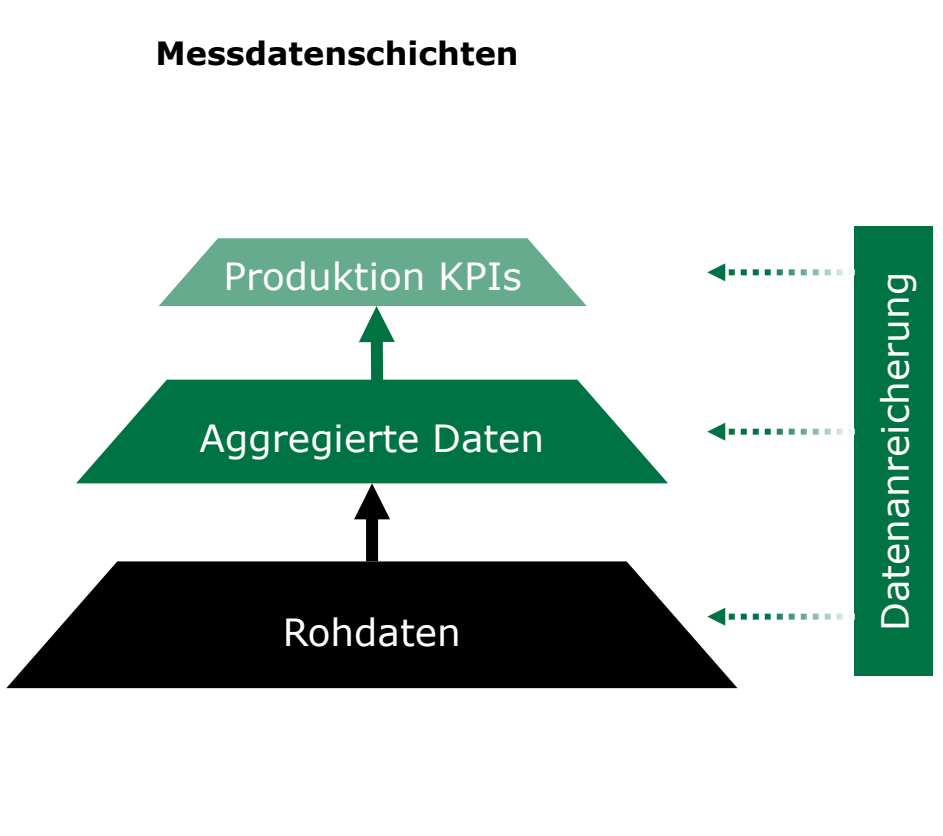 Messdatenschichten
Produktion KPIs
Aggregierte Daten
Rohdaten
Datenanreicherung